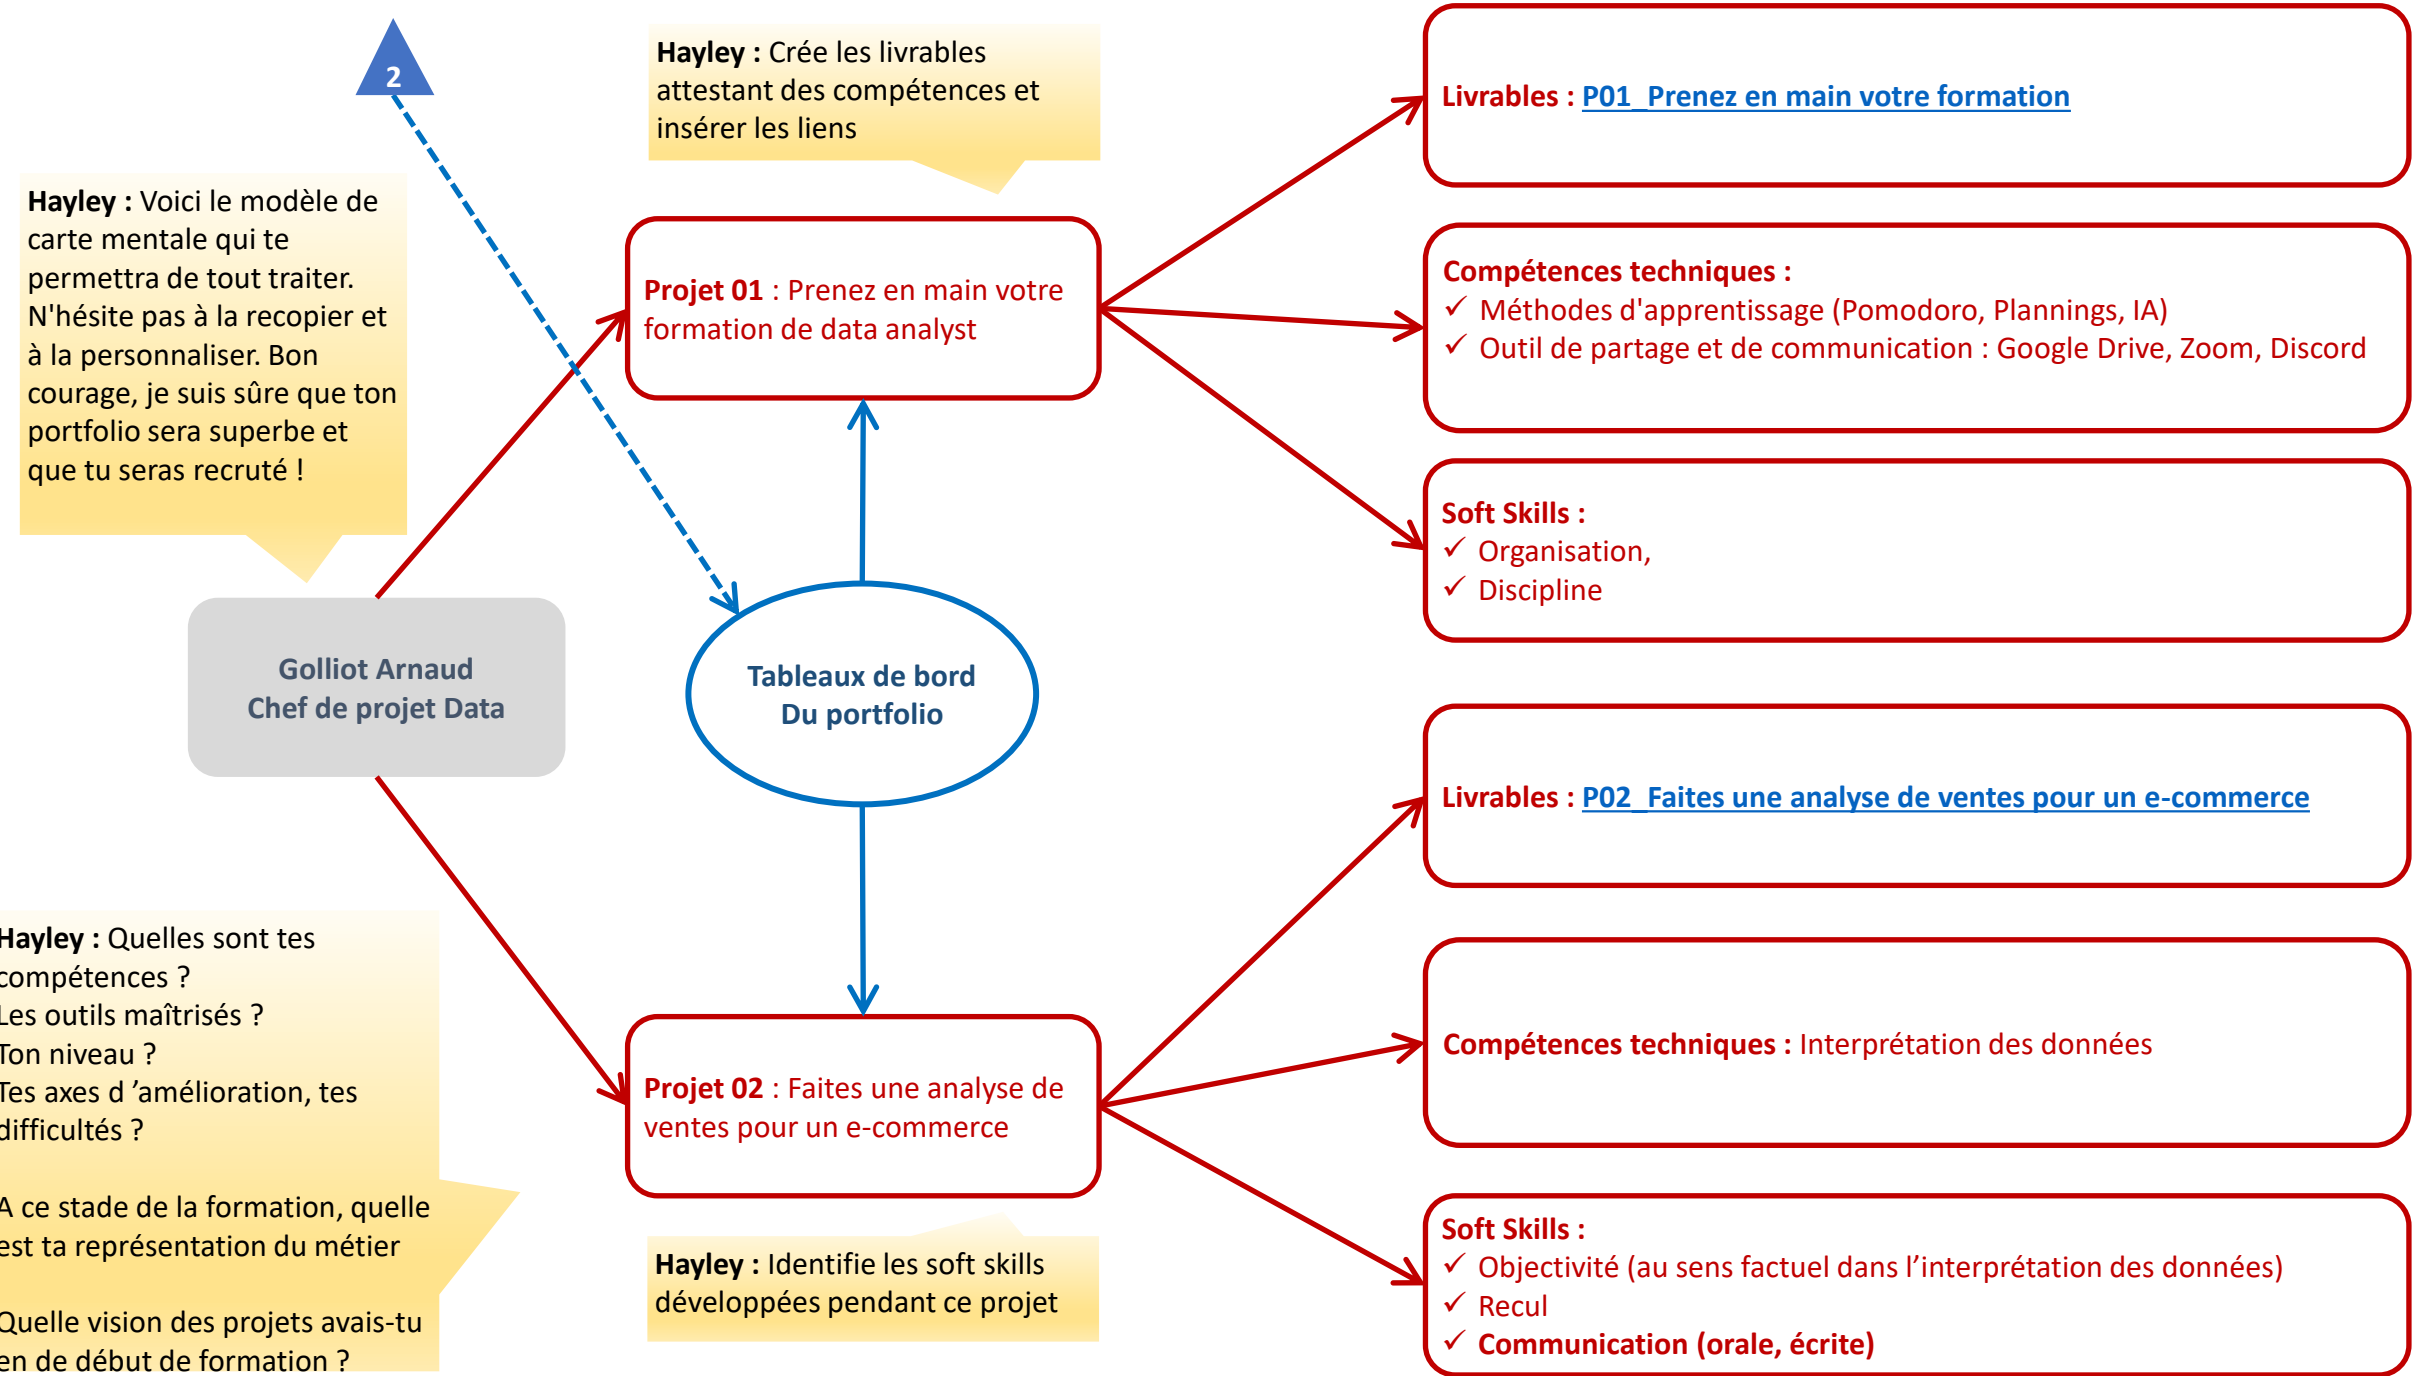 2
Hayley : Crée les livrables
attestant des compétences et
insérer les liens
Livrables : P01_Prenez en main votre formation
Hayley : Voici le modèle de
carte mentale qui te
permettra de tout traiter.
N'hésite pas à la recopier et
à la personnaliser. Bon
courage, je suis sûre que ton
portfolio sera superbe et
que tu seras recruté !
Projet 01 : Prenez en main votre
formation de data analyst
Compétences techniques :
✓ Méthodes d'apprentissage (Pomodoro, Plannings, IA)
✓ Outil de partage et de communication : Google Drive, Zoom, Discord
Soft Skills :
✓ Organisation,
✓ Discipline
Golliot Arnaud
Chef de projet Data
Tableaux de bord
Du portfolio
Livrables : P02_Faites une analyse de ventes pour un e-commerce
Hayley : Quelles sont tes
compétences ?
Les outils maîtrisés ?
Ton niveau ?
Tes axes d ’amélioration, tes
difficultés ?
A ce stade de la formation, quelle
est ta représentation du métier
Quelle vision des projets avais-tu
en de début de formation ?
Projet 02 : Faites une analyse de
ventes pour un e-commerce
Compétences techniques : Interprétation des données
Hayley : Identifie les soft skills
développées pendant ce projet
Soft Skills :
✓ Objectivité (au sens factuel dans l’interprétation des données)
✓ Recul
✓ Communication (orale, écrite)